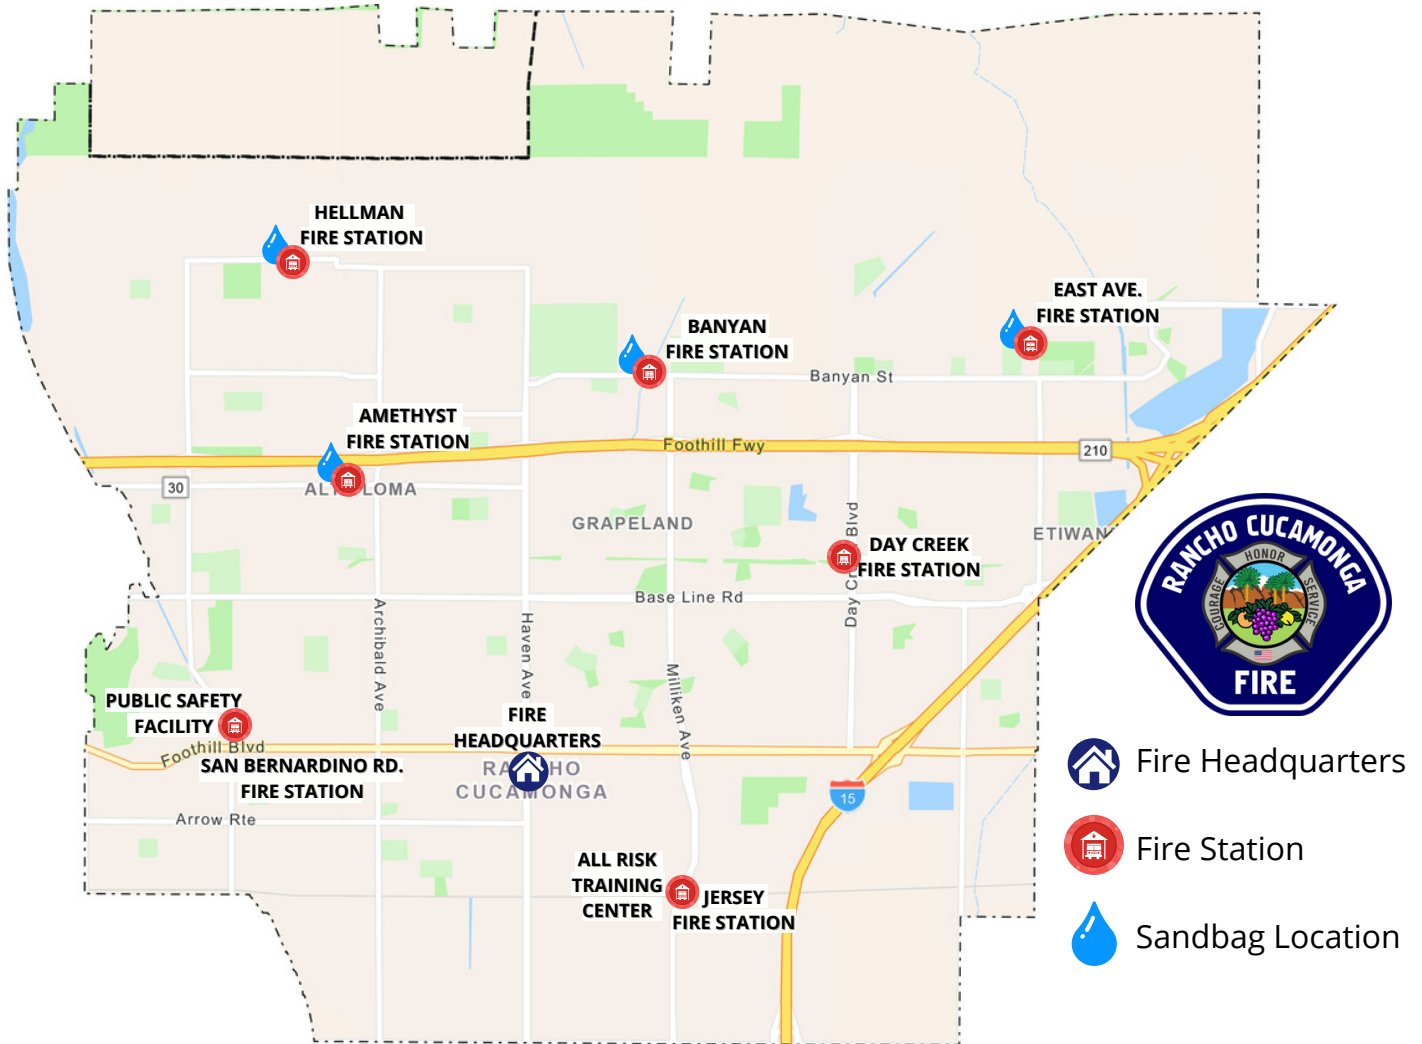 HELLMAN
FIRE STATION
EAST AVE.
FIRE STATION
BANYAN
FIRE STATION
Banyan St
AMETHYST
FIRE STATION
Foothill Fwy
210
30
LOMA
GRAPELAND
Day Blvd
ETIWAN
DAY CREEK
FIRE STATION
Base Line Rd
Archibald Ave
Haven Ave
Milliken Ave
PUBLIC SAFETY
FACILITY
Foothill Blvd
SAN BERNARDINO RD.
FIRE STATION
FIRE
HEADQUARTERS
RANCHO
CUCAMONGA
15
Arrow Rte
ALL RISK
TRAINING
CENTER
JERSEY
FIRE STATION
RANCHO CUCAMONGA
HONOR
COURAGE
SERVICE
FIRE
Fire Headquarters
Fire Station
Sandbag Location